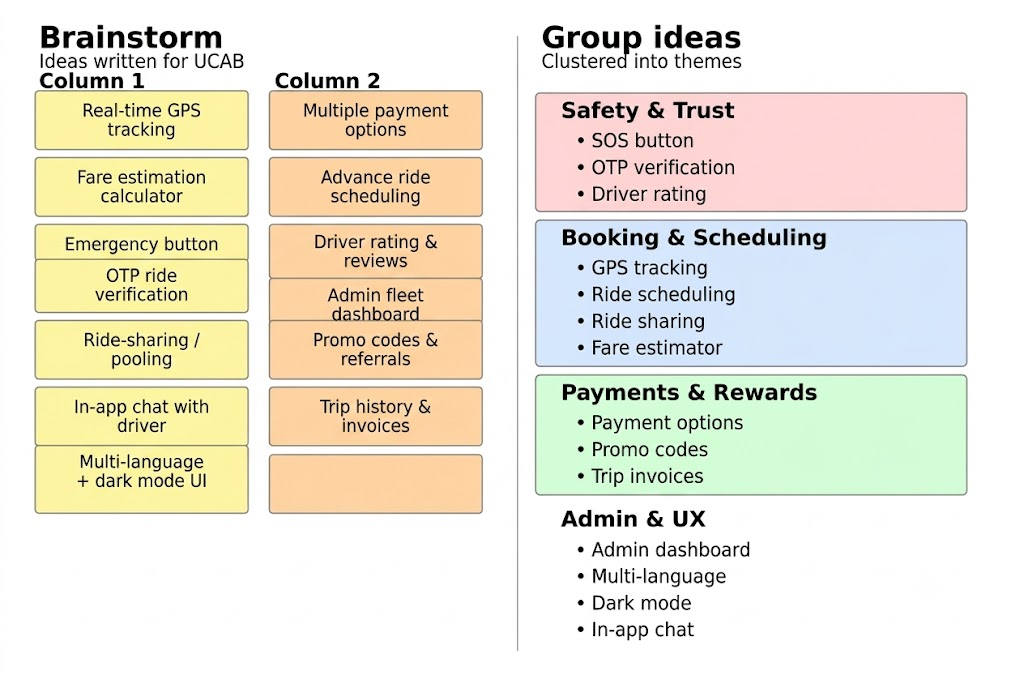 Brainstorm
Ideas written for UCAB
Column 1
Real-time GPS
tracking
Fare estimation
calculator
Emergency button
OTP ride
verification
Ride-sharing /
pooling
In-app chat with
driver
Multi-language
+ dark mode UI
Column 2
Multiple payment
options
Advance ride
scheduling
Driver rating &
reviews
Admin fleet
dashboard
Promo codes &
referrals
Trip history &
invoices
Group ideas
Clustered into themes
Safety & Trust
• SOS button
• OTP verification
• Driver rating
Booking & Scheduling
• GPS tracking
• Ride scheduling
• Ride sharing
• Fare estimator
Payments & Rewards
• Payment options
• Promo codes
• Trip invoices
Admin & UX
• Admin dashboard
• Multi-language
• Dark mode
• In-app chat